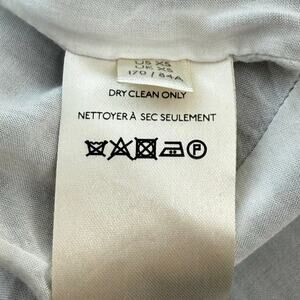 US XS
UK XS
170 / 84A
DRY CLEAN ONLY
NETTOYER À SEC SEULEMENT
P